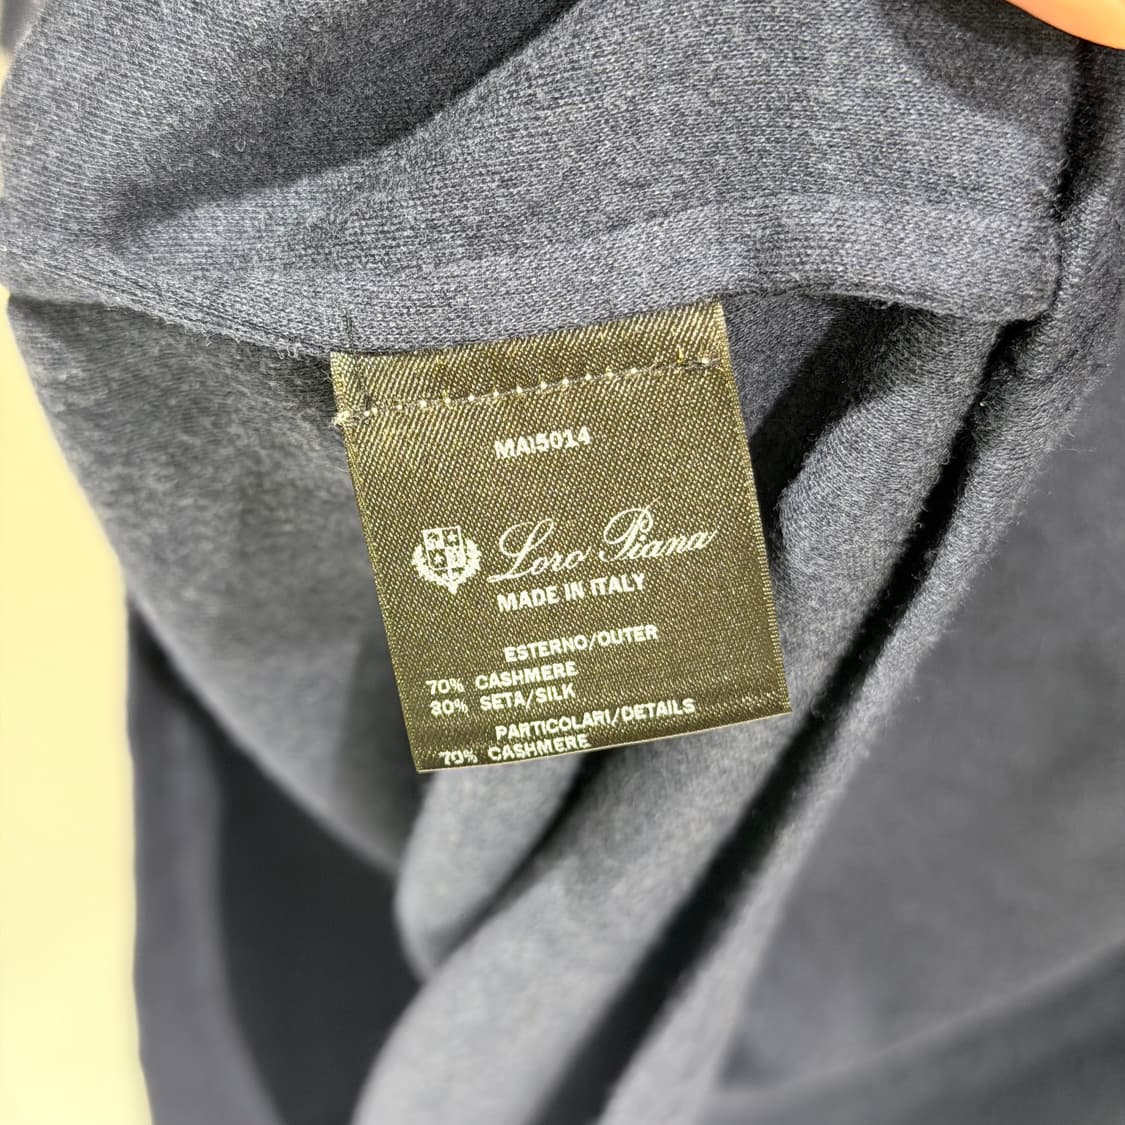 MAI5014
Loro Piana
MADE IN ITALY
ESTERNO/OUTER
70% CASHMERE
30% SETA/SILK
PARTICOLARI/DETAILS
70% CASHMERE